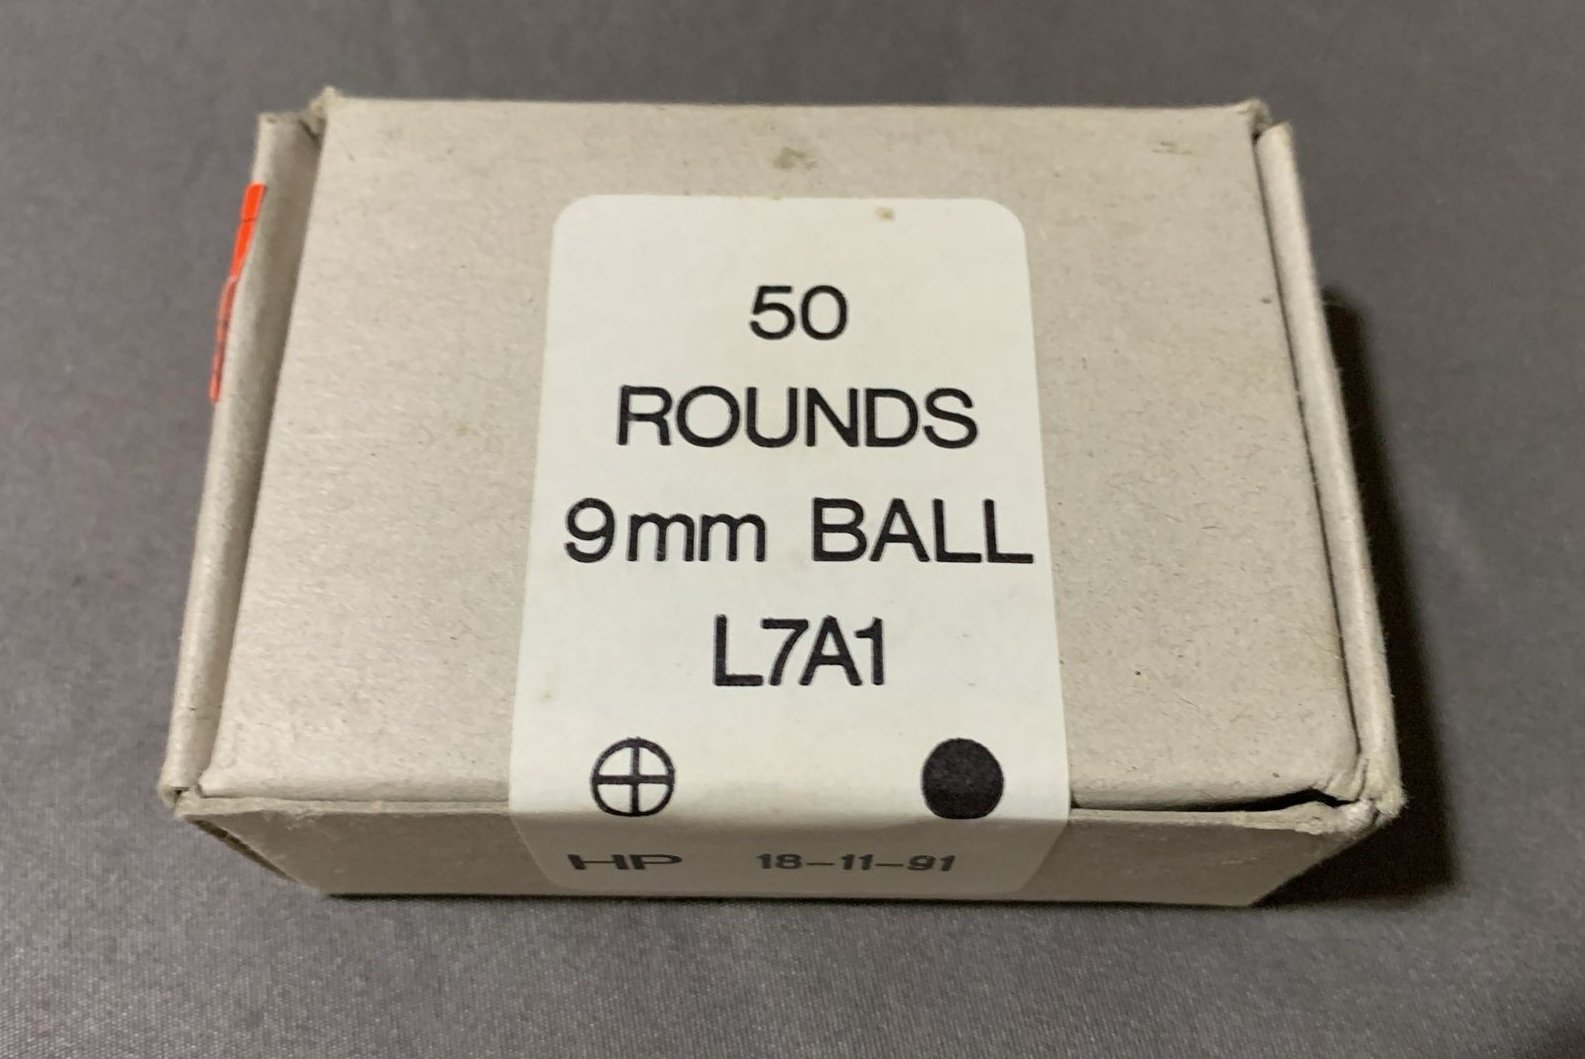 50
ROUNDS
9mm BALL
L7A1
HP 18-11-91